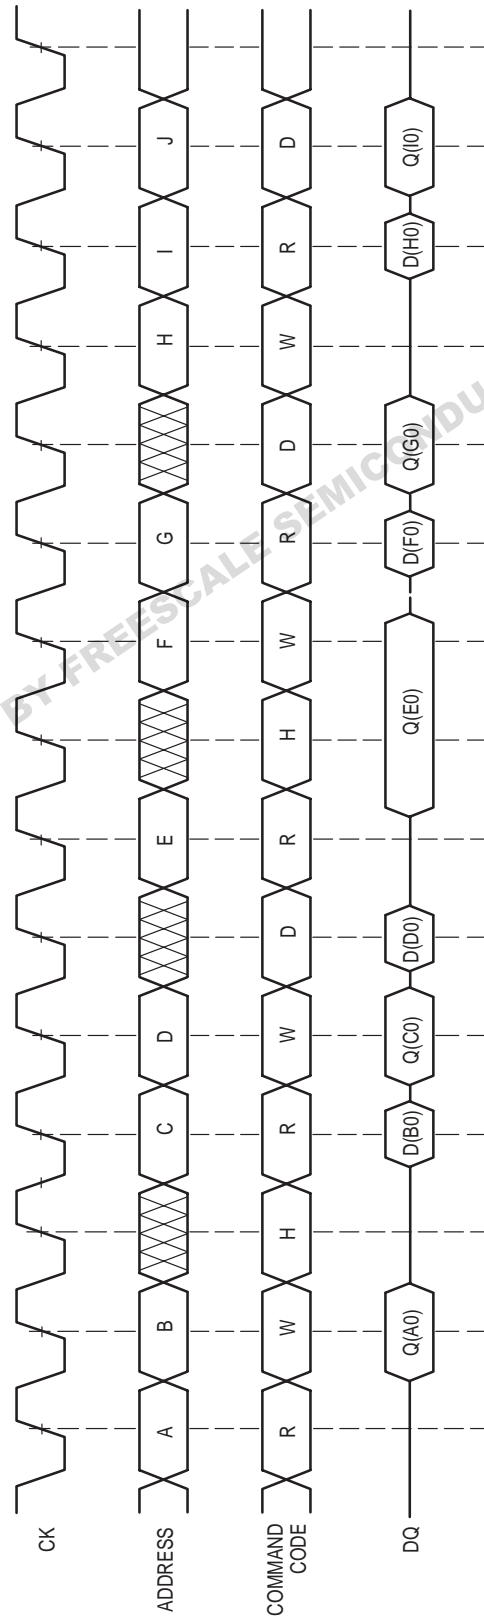 CK
ADDRESS
A
B
C
D
E
F
G
H
I
J
COMMAND
CODE
R
W
H
R
W
D
R
H
W
R
D
W
R
D
DQ
Q(A0)
D(B0)
Q(C0)
D(D0)
Q(E0)
D(F0)
Q(G0)
D(H0)
Q(I0)
BY FREESCALE SEMICONDU